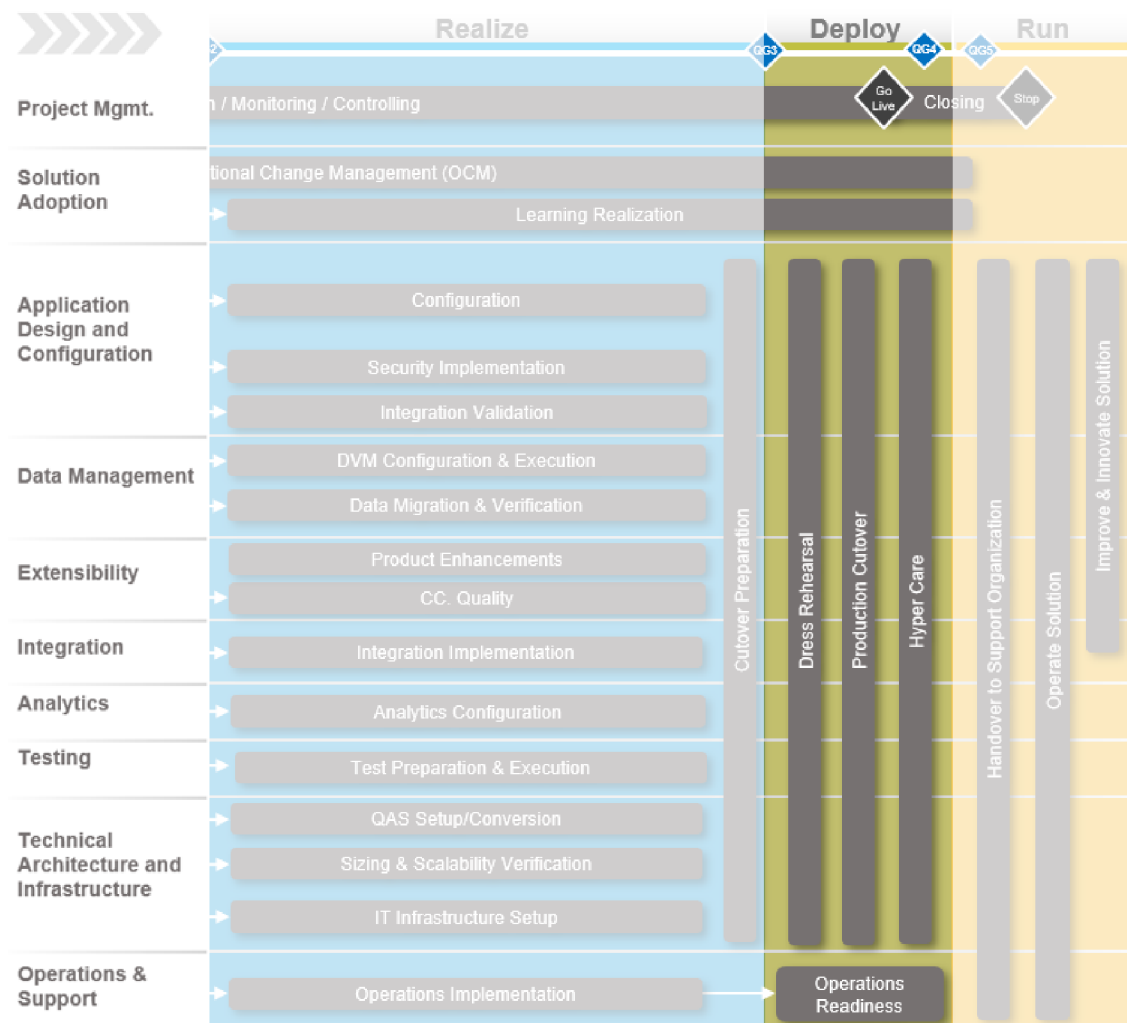 Realize
Deploy
Run
2
QG3
QG4
QG5
Project Mgmt.
n / Monitoring / Controlling
Go
Live
Closing
Stop
Solution
Adoption
tional Change Management (OCM)
Learning Realization
Application
Design and
Configuration
Configuration
Security Implementation
Integration Validation
Data Management
DVM Configuration & Execution
Data Migration & Verification
Extensibility
Product Enhancements
CC. Quality
Integration
Integration Implementation
Analytics
Analytics Configuration
Testing
Test Preparation & Execution
Technical
Architecture and
Infrastructure
QAS Setup/Conversion
Sizing & Scalability Verification
IT Infrastructure Setup
Cutover Preparation
Dress Rehearsal
Production Cutover
Hyper Care
Handover to Support Organization
Operate Solution
Improve & Innovate Solution
Operations &
Support
Operations Implementation
Operations
Readiness